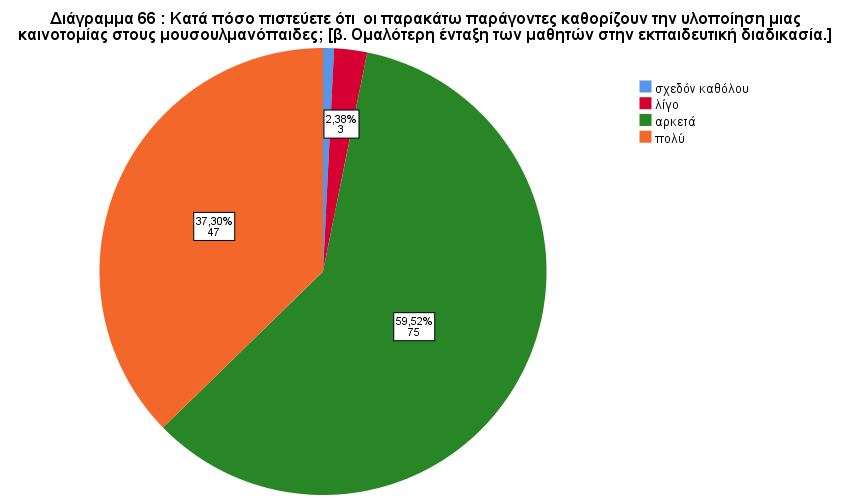 Διάγραμμα 66 : Κατά πόσο πιστεύετε ότι οι παρακάτω παράγοντες καθορίζουν την υλοποίηση μιας
καινοτομίας στους μουσουλμανόπαιδες; [β. Ομαλότερη ένταξη των μαθητών στην εκπαιδευτική διαδικασία.]
σχεδόν καθόλου
λίγο
αρκετά
πολύ
2,38%
3
37,30%
47
59,52%
75